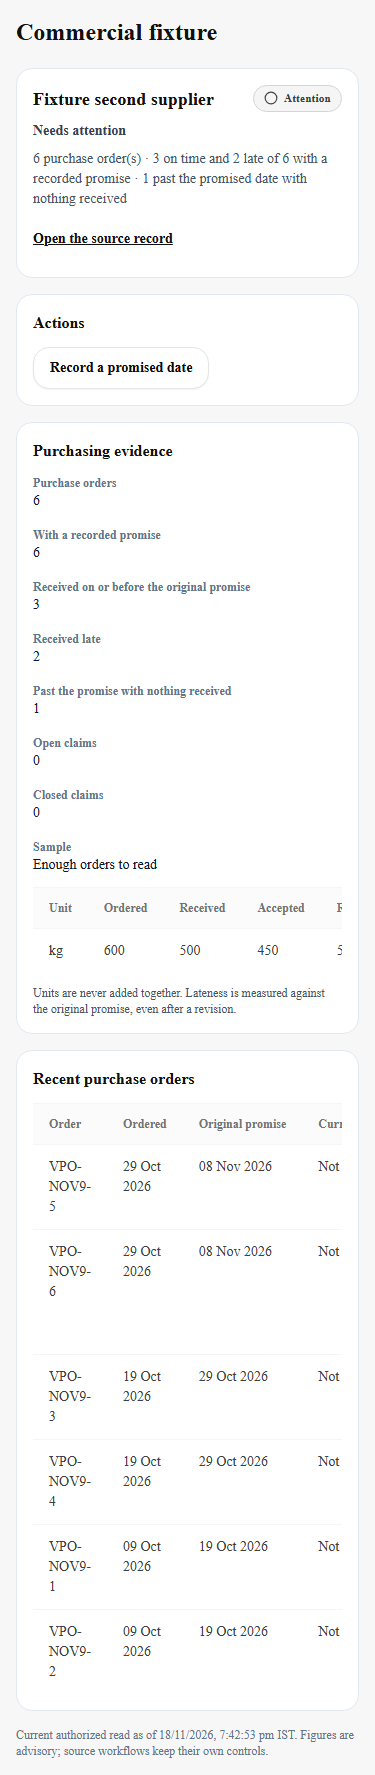 Commercial fixture
Fixture second supplier
Attention
Needs attention
6 purchase order(s) · 3 on time and 2 late of 6 with a
recorded promise · 1 past the promised date with
nothing received
Open the source record
Actions
Record a promised date
Purchasing evidence
Purchase orders
6
With a recorded promise
6
Received on or before the original promise
3
Received late
2
Past the promise with nothing received
1
Open claims
0
Closed claims
0
Sample
Enough orders to read
Unit Ordered Received Accepted
kg 600 500 450 5
Units are never added together. Lateness is measured against
the original promise, even after a revision.
Recent purchase orders
Order Ordered Original promise
VPO- 29 Oct 08 Nov 2026 Not
NOV9- 2026
5
VPO- 29 Oct 08 Nov 2026 Not
NOV9- 2026
6
VPO- 19 Oct 29 Oct 2026 Not
NOV9- 2026
3
VPO- 19 Oct 29 Oct 2026 Not
NOV9- 2026
4
VPO- 09 Oct 19 Oct 2026 Not
NOV9- 2026
1
VPO- 09 Oct 19 Oct 2026 Not
NOV9- 2026
2
Current authorized read as of 18/11/2026, 7:42:53 pm IST. Figures are
advisory; source workflows keep their own controls.